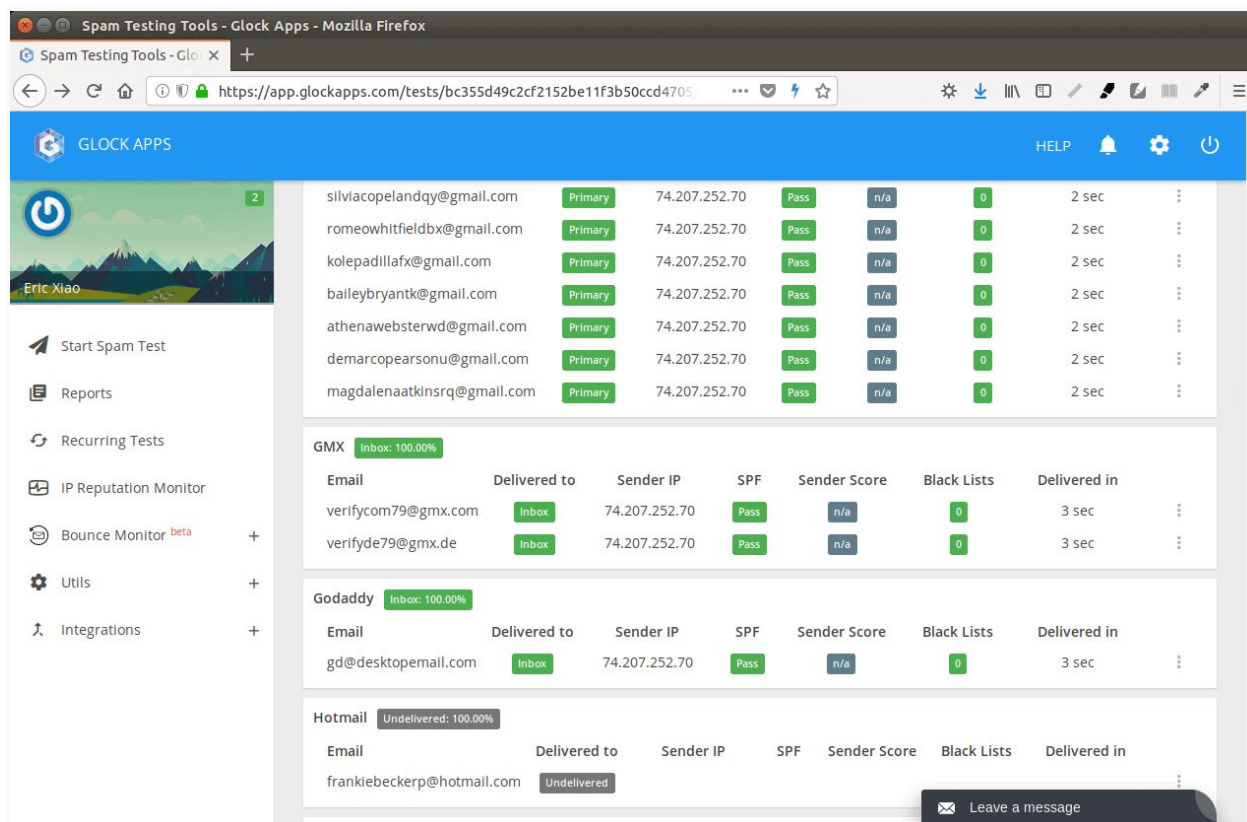 Spam Testing Tools - Glock Apps - Mozilla Firefox
Spam Testing Tools - Glo
https://app.glockapps.com/tests/bc355d49c2cf2152be11f3b50ccd4705
GLOCK APPS
HELP
2
Eric Xiao
Start Spam Test
Reports
Recurring Tests
IP Reputation Monitor
Bounce Monitor beta +
Utils +
Integrations +
silviacopelandqy@gmail.com Primary 74.207.252.70 Pass n/a 0 2 sec
romeowhitfieldbx@gmail.com Primary 74.207.252.70 Pass n/a 0 2 sec
kolepadillafx@gmail.com Primary 74.207.252.70 Pass n/a 0 2 sec
baileybryantk@gmail.com Primary 74.207.252.70 Pass n/a 0 2 sec
athenawebsterwd@gmail.com Primary 74.207.252.70 Pass n/a 0 2 sec
demarcopearsonu@gmail.com Primary 74.207.252.70 Pass n/a 0 2 sec
magdalenaatkinsrq@gmail.com Primary 74.207.252.70 Pass n/a 0 2 sec
GMX Inbox: 100.00%
Email Delivered to Sender IP SPF Sender Score Black Lists Delivered in
verifycom79@gmx.com Inbox 74.207.252.70 Pass n/a 0 3 sec
verifyde79@gmx.de Inbox 74.207.252.70 Pass n/a 0 3 sec
Godaddy Inbox: 100.00%
Email Delivered to Sender IP SPF Sender Score Black Lists Delivered in
gd@desktopemail.com Inbox 74.207.252.70 Pass n/a 0 3 sec
Hotmail Undelivered: 100.00%
Email Delivered to Sender IP SPF Sender Score Black Lists Delivered in
frankiebeckerp@hotmail.com Undelivered
Leave a message